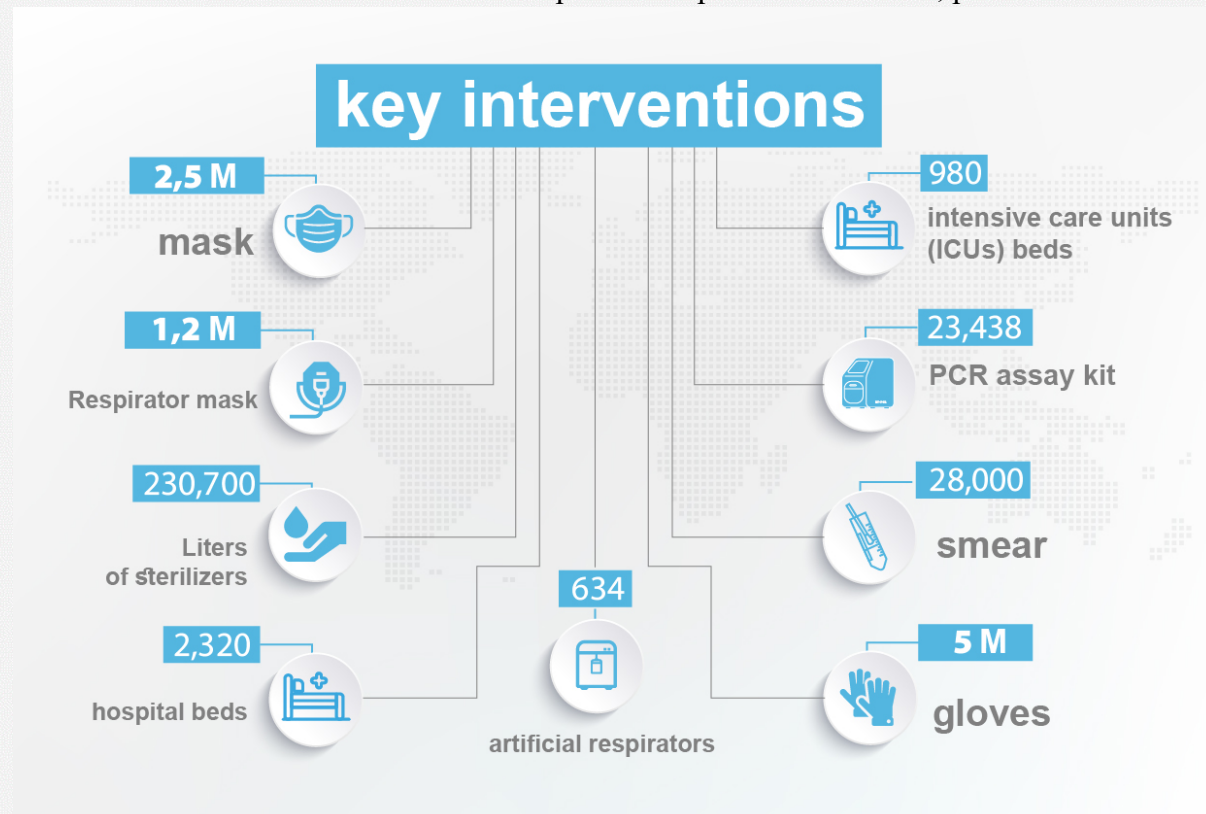 key interventions
2,5 M
mask
1,2 M
Respirator mask
230,700
Liters
of sterilizers
2,320
hospital beds
634
artificial respirators
980
intensive care units
(ICUs) beds
23,438
PCR assay kit
28,000
smear
5 M
gloves